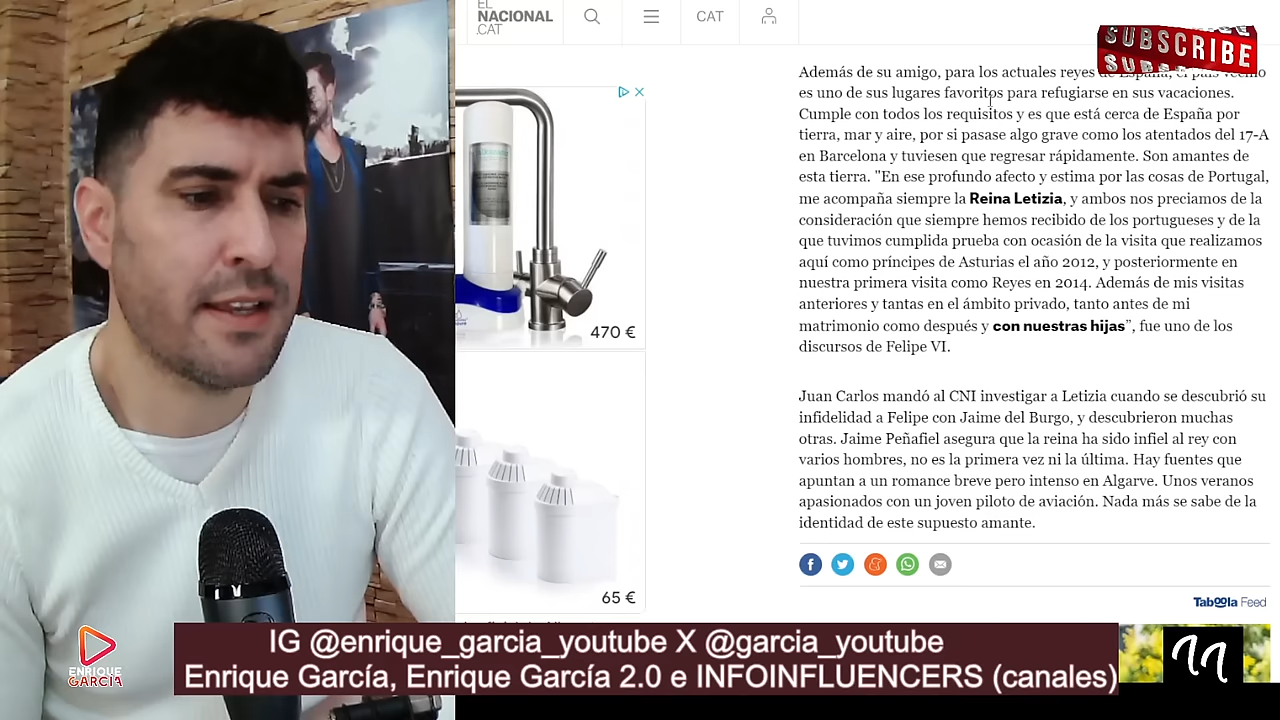 EL
NACIONAL
.CAT
CAT
SUBSCRIBE
Además de su amigo, para los actuales reyes de España, el país vecino
es uno de sus lugares favoritos para refugiarse en sus vacaciones.
Cumple con todos los requisitos y es que está cerca de España por
tierra, mar y aire, por si pasase algo grave como los atentados del 17-A
en Barcelona y tuviesen que regresar rápidamente. Son amantes de
esta tierra. "En ese profundo afecto y estima por las cosas de Portugal,
me acompaña siempre la Reina Letizia, y ambos nos preciamos de la
consideración que siempre hemos recibido de los portugueses y de la
que tuvimos cumplida prueba con ocasión de la visita que realizamos
aquí como príncipes de Asturias el año 2012, y posteriormente en
nuestra primera visita como Reyes en 2014. Además de mis visitas
anteriores y tantas en el ámbito privado, tanto antes de mi
matrimonio como después y con nuestras hijas”, fue uno de los
discursos de Felipe VI.
Juan Carlos mandó al CNI investigar a Letizia cuando se descubrió su
infidelidad a Felipe con Jaime del Burgo, y descubrieron muchas
otras. Jaime Peñafiel asegura que la reina ha sido infiel al rey con
varios hombres, no es la primera vez ni la última. Hay fuentes que
apuntan a un romance breve pero intenso en Algarve. Unos veranos
apasionados con un joven piloto de aviación. Nada más se sabe de la
identidad de este supuesto amante.
470 €
65 €
Taboola Feed
IG @enrique_garcia_youtube X @garcia_youtube
Enrique García, Enrique García 2.0 e INFOINFLUENCERS (canales)
ENRIQUE
GARCÍA